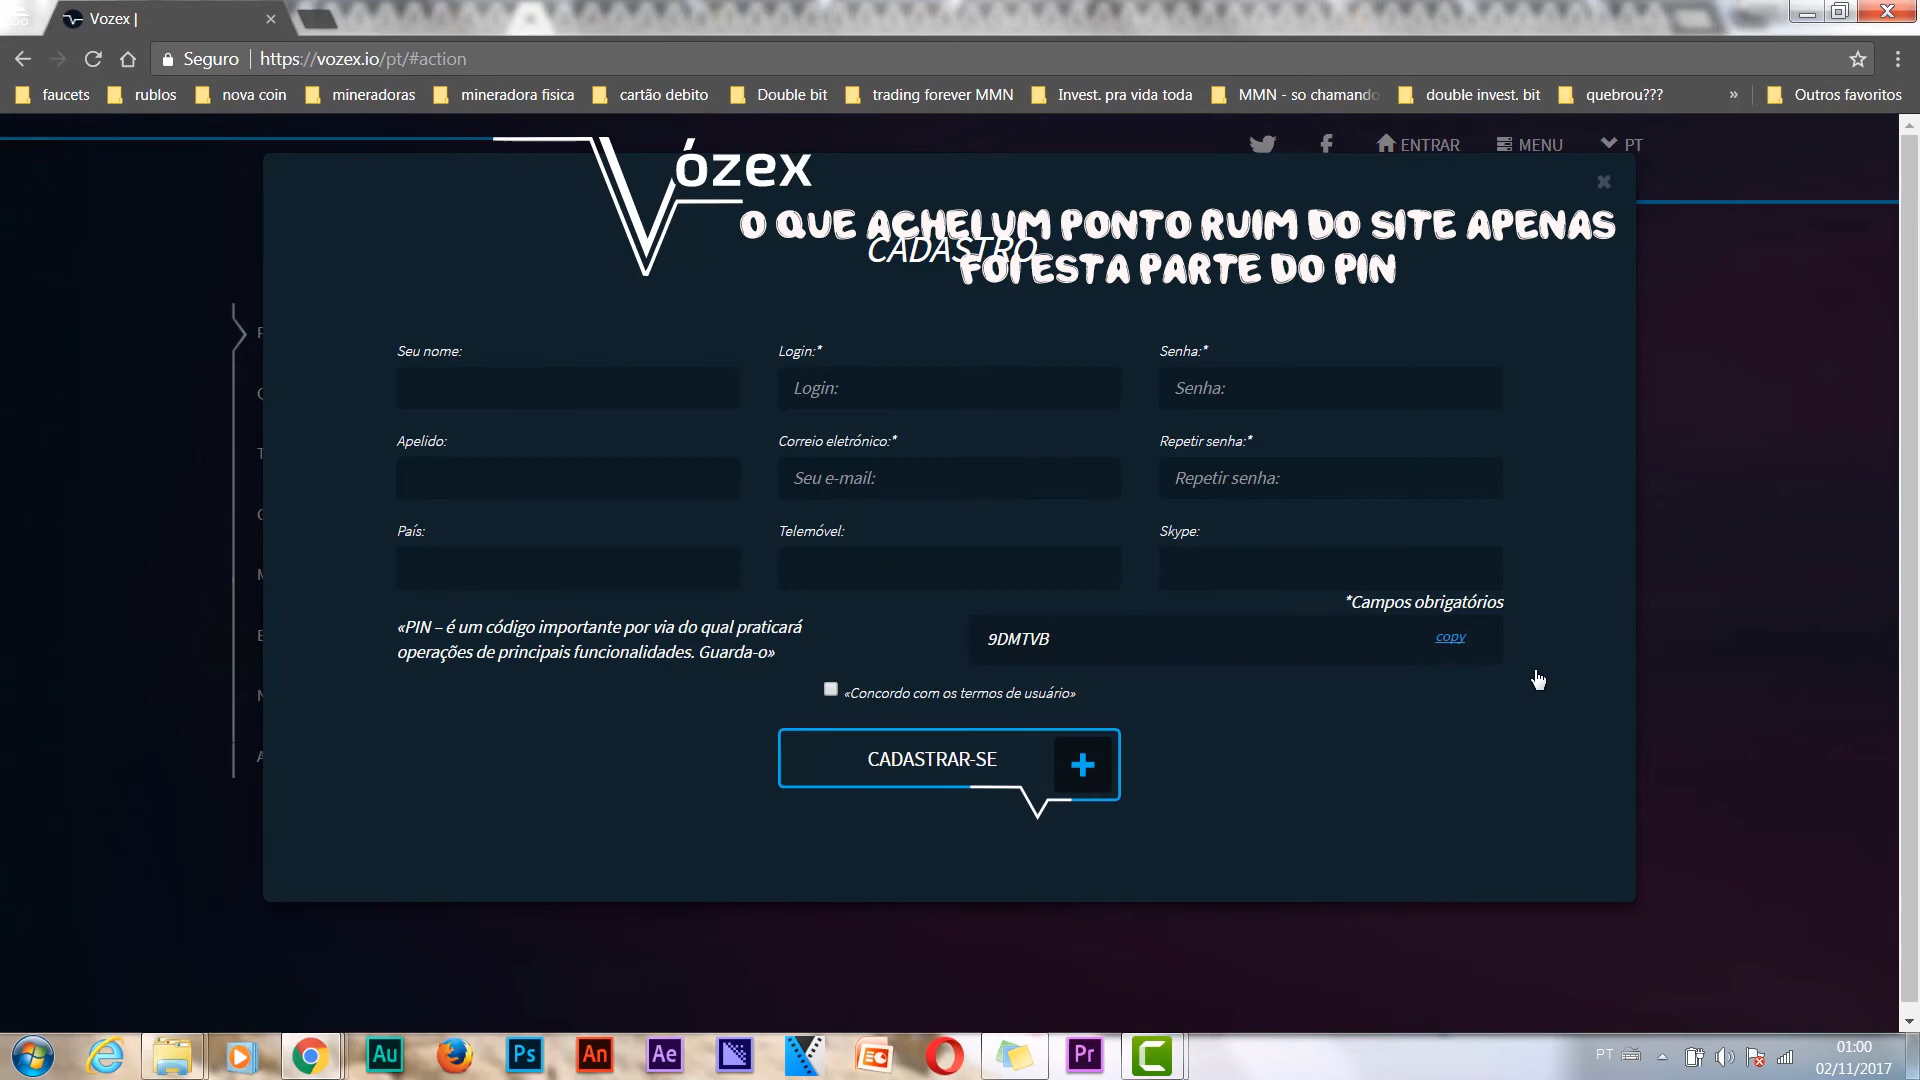 Vozex |
Seguro
https://vozex.io/pt/#action
faucets
rublos
nova coin
mineradoras
mineradora fisica
cartão debito
Double bit
trading forever MMN
Invest. pra vida toda
MMN - so chamando
double invest. bit
quebrou???
»
Outros favoritos
ENTRAR
MENU
PT
Vózex
O QUE ACHEI UM PONTO RUIM DO SITE APENAS
FOI ESTA PARTE DO PIN
CADASTRO
Seu nome:
Login:*
Senha:*
Login:
Senha:
Apelido:
Correio eletrónico:*
Repetir senha:*
Seu e-mail:
Repetir senha:
País:
Telemóvel:
Skype:
*Campos obrigatórios
«PIN – é um código importante por via do qual praticará
operações de principais funcionalidades. Guarda-o»
9DMTVB
copy
«Concordo com os termos de usuário»
CADASTRAR-SE
Au
Ps
An
Ae
Pr
PT
01:00
02/11/2017